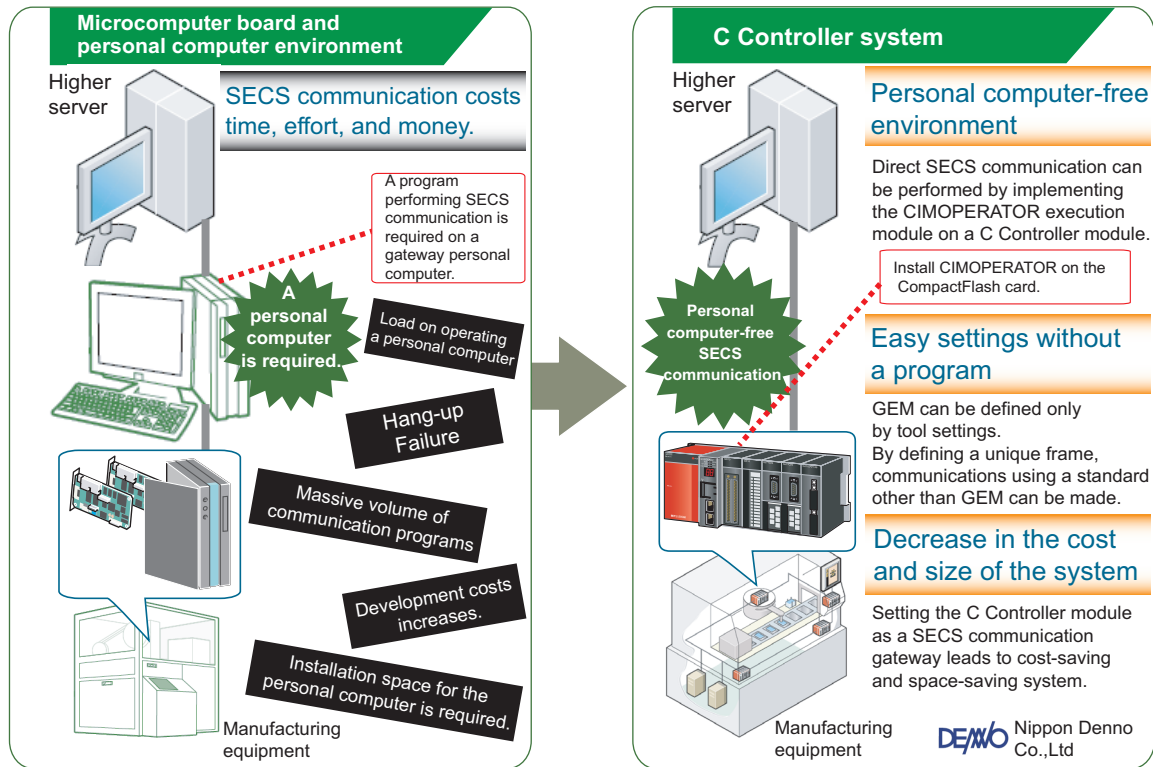 Microcomputer board and
personal computer environment
Higher
server
SECS communication costs
time, effort, and money.
A program
performing SECS
communication is
required on a
gateway personal
computer.
A
personal
computer
is required.
Load on operating
a personal computer
Hang-up
Failure
Massive volume of
communication programs
Development costs
increases.
Installation space for the
personal computer is required.
Manufacturing
equipment
C Controller system
Higher
server
Personal computer-free
environment
Direct SECS communication can
be performed by implementing
the CIMOPERATOR execution
module on a C Controller module.
Install CIMOPERATOR on the
CompactFlash card.
Personal
computer-free
SECS
communication
Easy settings without
a program
GEM can be defined only
by tool settings.
By defining a unique frame,
communications using a standard
other than GEM can be made.
Decrease in the cost
and size of the system
Setting the C Controller module
as a SECS communication
gateway leads to cost-saving
and space-saving system.
Manufacturing
equipment
DENNO Nippon Denno
Co.,Ltd